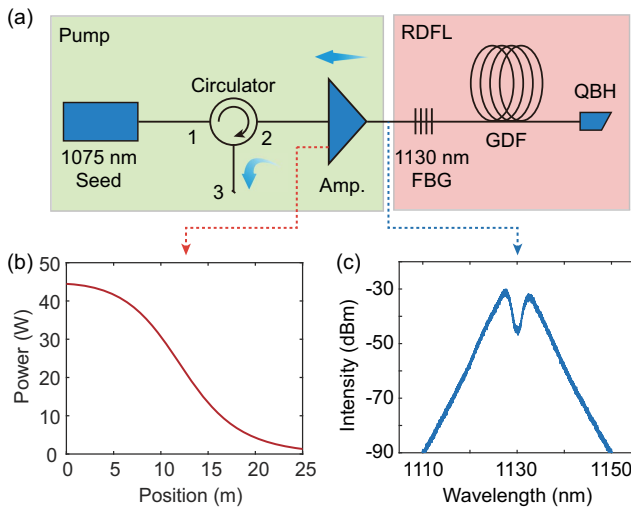 (a)
Pump
RDFL
Circulator
QBH
1
2
GDF
1075 nm
Seed
3
Amp.
1130 nm
FBG
(b)
50
40
30
20
10
0
0
5
10
15
20
25
Power (W)
Position (m)
(c)
-30
-50
-70
-90
1110
1130
1150
Intensity (dBm)
Wavelength (nm)